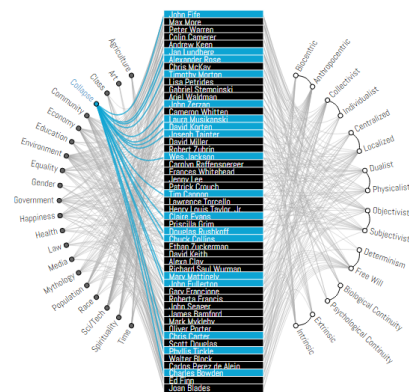 Agriculture
Art
Class
Collapse
Community
Economy
Education
Environment
Equality
Gender
Government
Happiness
Health
Law
Media
Mythology
Population
Race
Sci/Tech
Spirituality
Time
John Fife
Max More
Peter Warren
Colin Camerer
Andrew Keen
Jan Lundberg
Alexander Rose
Chris McKay
Timothy Morton
Lisa Petrides
Gabriel Stempinski
Ariel Waldman
John Zerzan
Cameron Whitten
Laura Musikanski
David Korten
Joseph Tainter
David Miller
Robert Zubrin
Wes Jackson
Carolyn Raffensperger
Frances Whitehead
Jenny Lee
Patrick Crouch
Tim Cannon
Lawrence Torcello
Henry Louis Taylor, Jr.
Claire Evans
Priscilla Grim
Douglas Rushkoff
Chuck Collins
Ethan Zuckerman
David Keith
Alexa Clay
Richard Saul Wurman
Mary Mattingly
John Fullerton
Gary Francione
Roberta Francis
John Seager
James Bamford
Mark Mykleby
Oliver Porter
Chris Carter
Scott Douglas
Phyllis Tickle
Walter Block
Carlos Perez de Alejo
Charles Bowden
Ed Finn
Joan Blades
Biocentric
Anthropocentric
Collectivist
Individualist
Centralized
Localized
Dualist
Physicalist
Objectivist
Subjectivist
Determinism
Free Will
Biological Continuity
Psychological Continuity
Extrinsic
Intrinsic